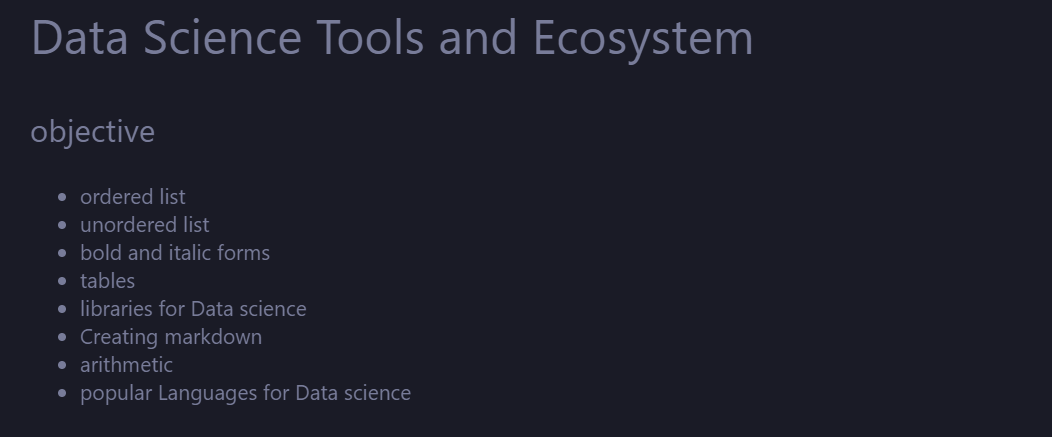 Data Science Tools and Ecosystem
objective
ordered list
unordered list
bold and italic forms
tables
libraries for Data science
Creating markdown
arithmetic
popular Languages for Data science